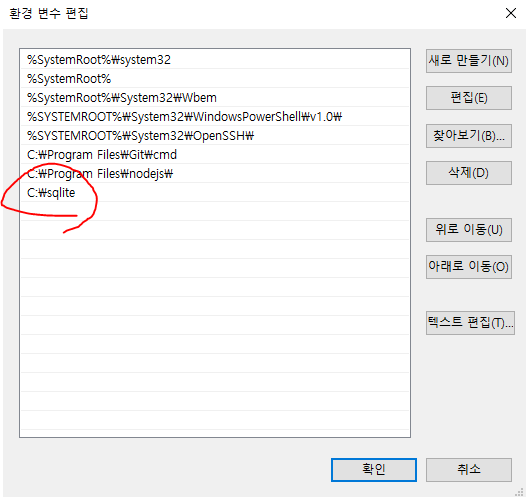 환경 변수 편집
%SystemRoot%₩system32
%SystemRoot%
%SystemRoot%₩System32₩Wbem
%SYSTEMROOT%₩System32₩WindowsPowerShell₩v1.0₩
%SYSTEMROOT%₩System32₩OpenSSH₩
C:₩Program Files₩Git₩cmd
C:₩Program Files₩nodejs₩
C:₩sqlite
새로 만들기(N)
편집(E)
찾아보기(B)...
삭제(D)
위로 이동(U)
아래로 이동(O)
텍스트 편집(T)...
확인
취소